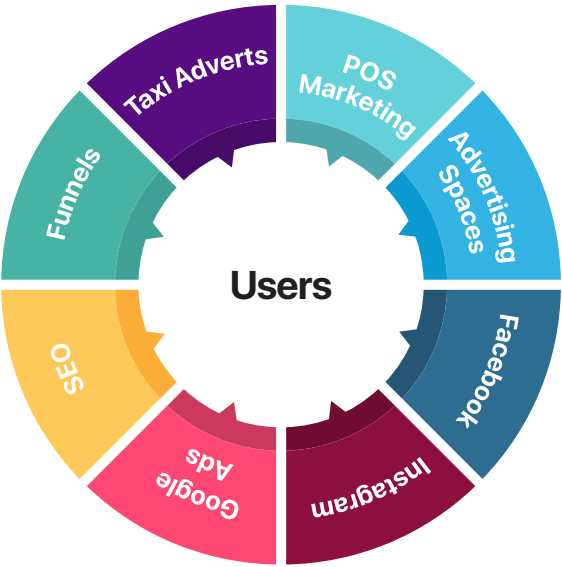 Taxi Adverts
POS
Marketing
Advertising
Spaces
Facebook
Instagram
Google
Ads
SEO
Funnels
Users